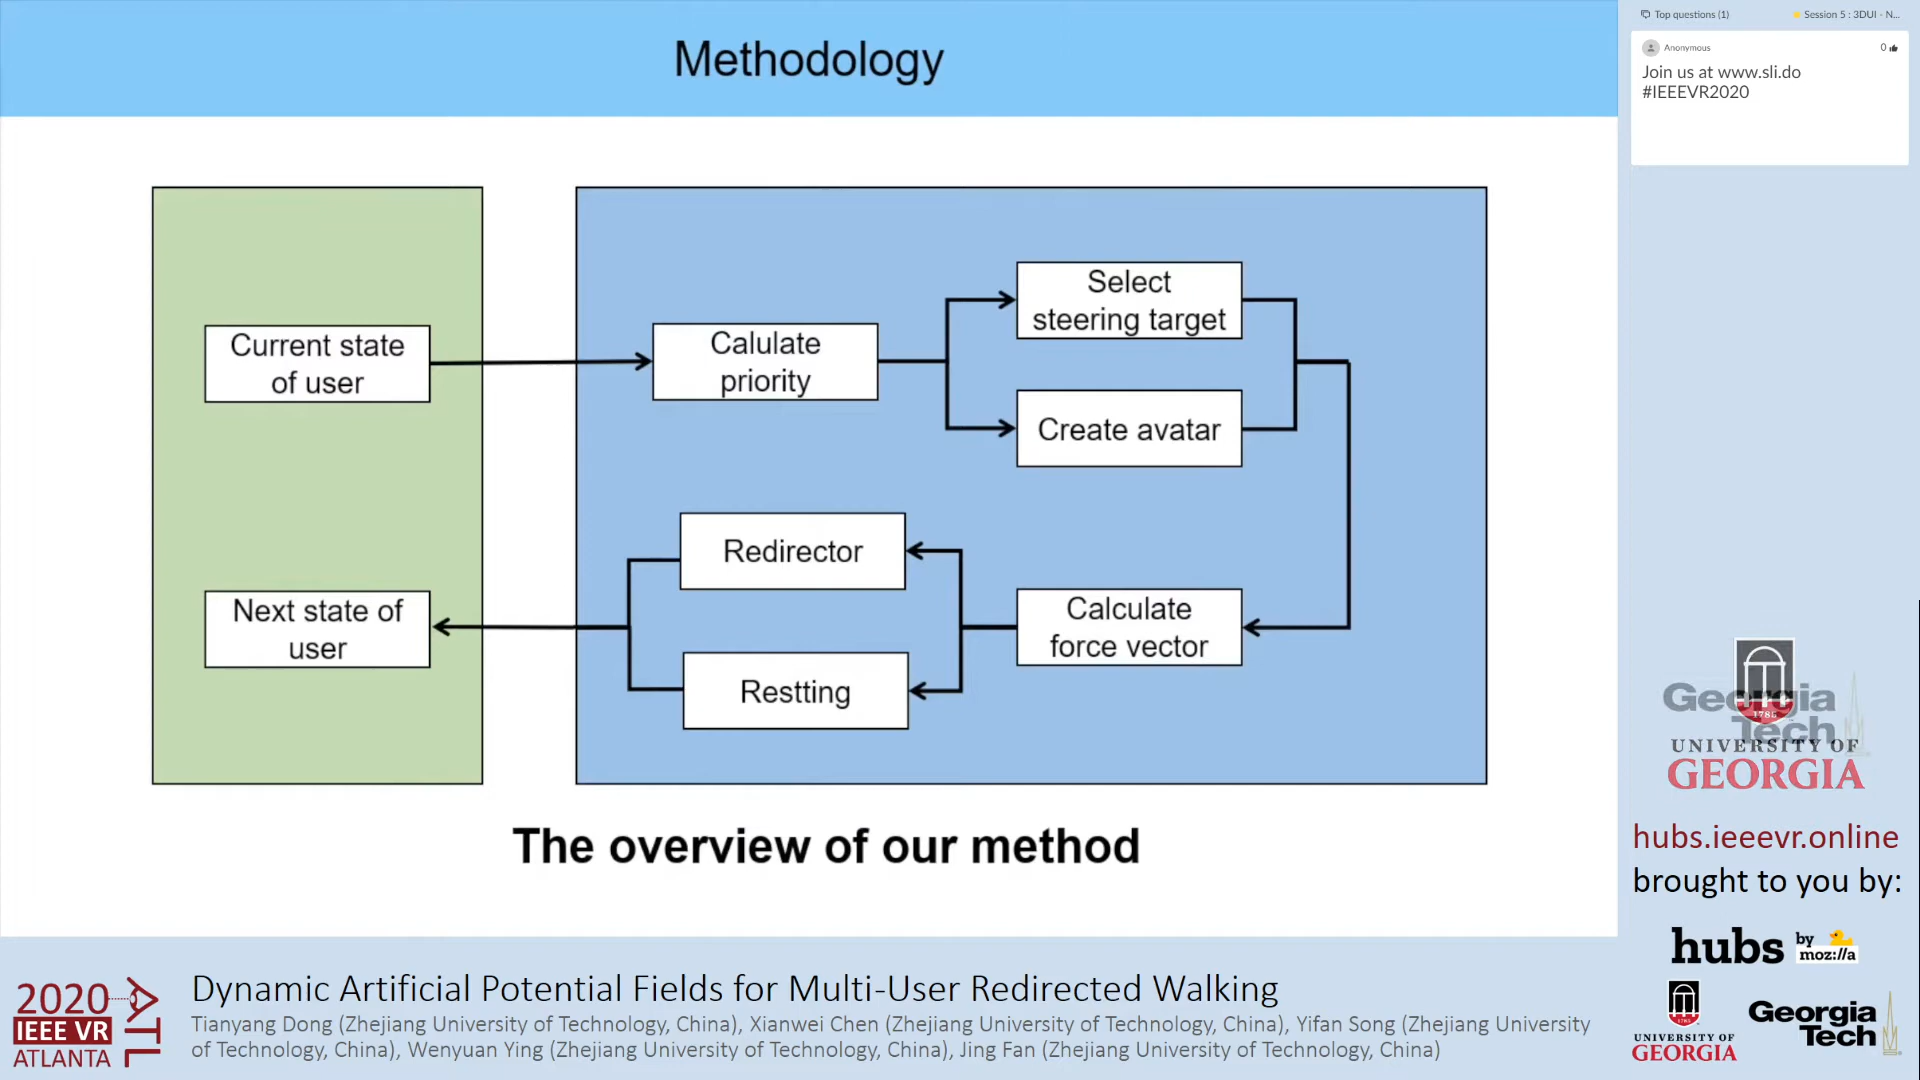 Methodology
Current state
of user
Calulate
priority
Select
steering target
Create avatar
Redirector
Restting
Calculate
force vector
Next state of
user
The overview of our method
Top questions (1)
Session 5 : 3DUI - N...
Anonymous
0
Join us at www.sli.do
#IEEEVR2020
Georgia
Tech
1785
UNIVERSITY OF
GEORGIA
hubs.ieeevr.online
brought to you by:
hubs by
moz://a
UNIVERSITY OF
GEORGIA
Georgia
Tech
2020
IEEE VR
ATLANTA
ATL
Dynamic Artificial Potential Fields for Multi-User Redirected Walking
Tianyang Dong (Zhejiang University of Technology, China), Xianwei Chen (Zhejiang University of Technology, China), Yifan Song (Zhejiang University
of Technology, China), Wenyuan Ying (Zhejiang University of Technology, China), Jing Fan (Zhejiang University of Technology, China)